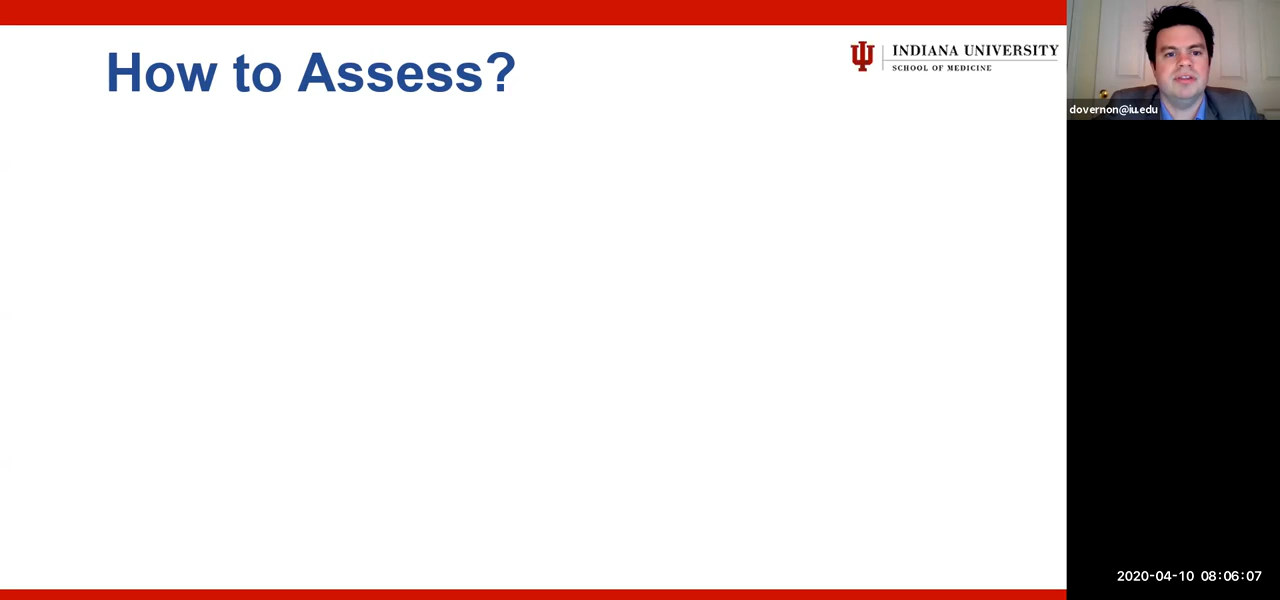 How to Assess?
INDIANA UNIVERSITY
SCHOOL OF MEDICINE
dovernon@iu.edu
2020-04-10 08:06:07